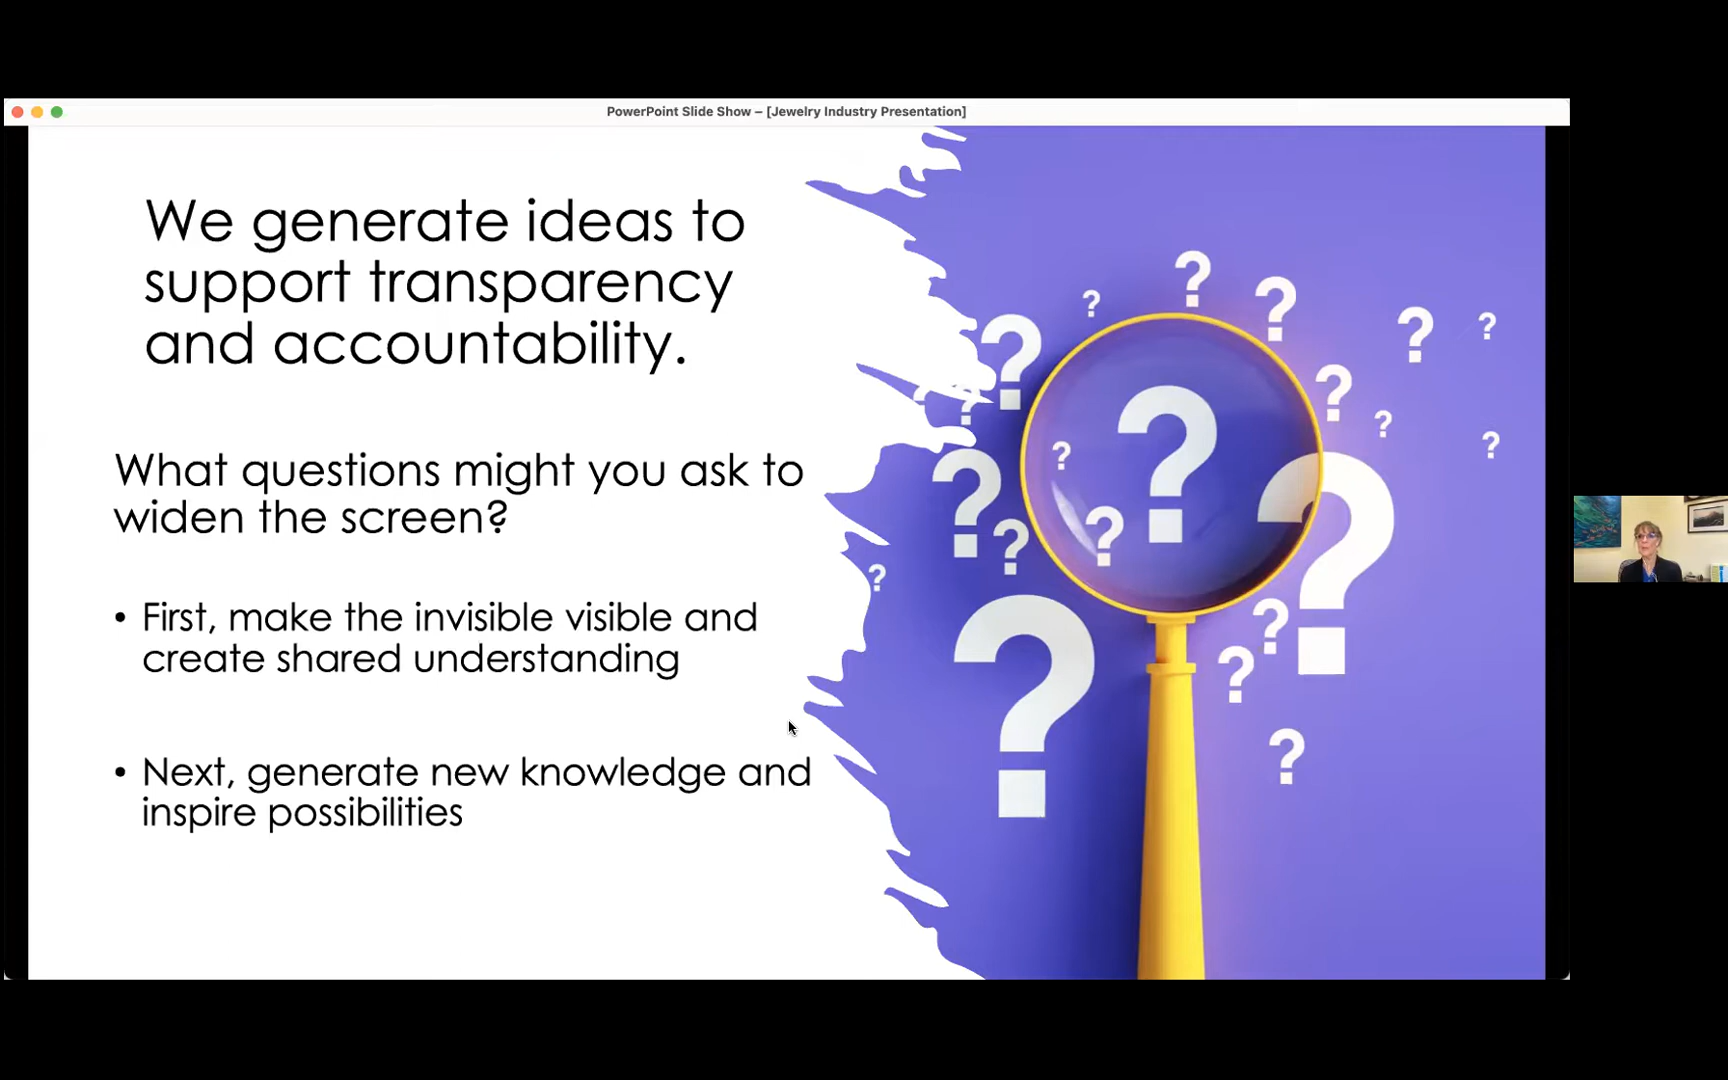 PowerPoint Slide Show – [Jewelry Industry Presentation]
We generate ideas to
support transparency
and accountability.
What questions might you ask to
widen the screen?
• First, make the invisible visible and
create shared understanding
• Next, generate new knowledge and
inspire possibilities